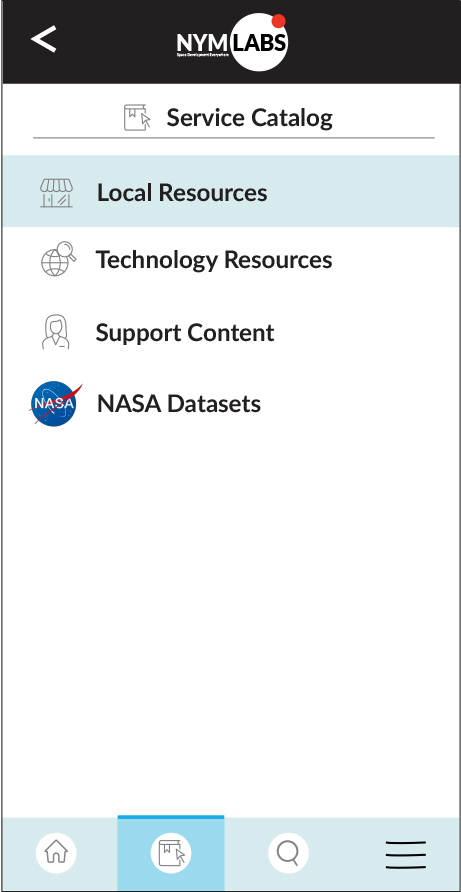 NYM LABS
Space Development Everywhere
Service Catalog
Local Resources
Technology Resources
Support Content
NASA
NASA Datasets